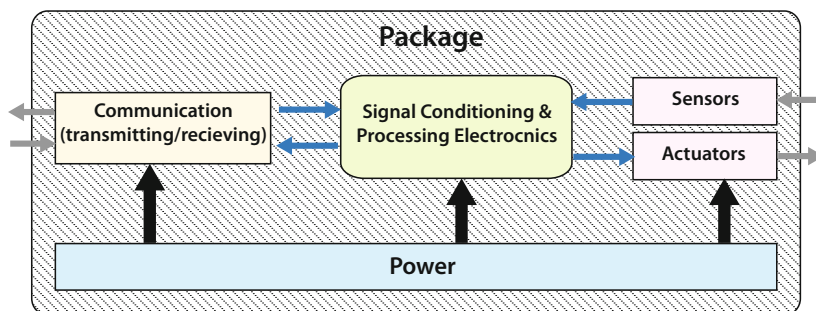 Package
Communication
(transmitting/recieving)
Signal Conditioning &
Processing Electrocnics
Sensors
Actuators
Power